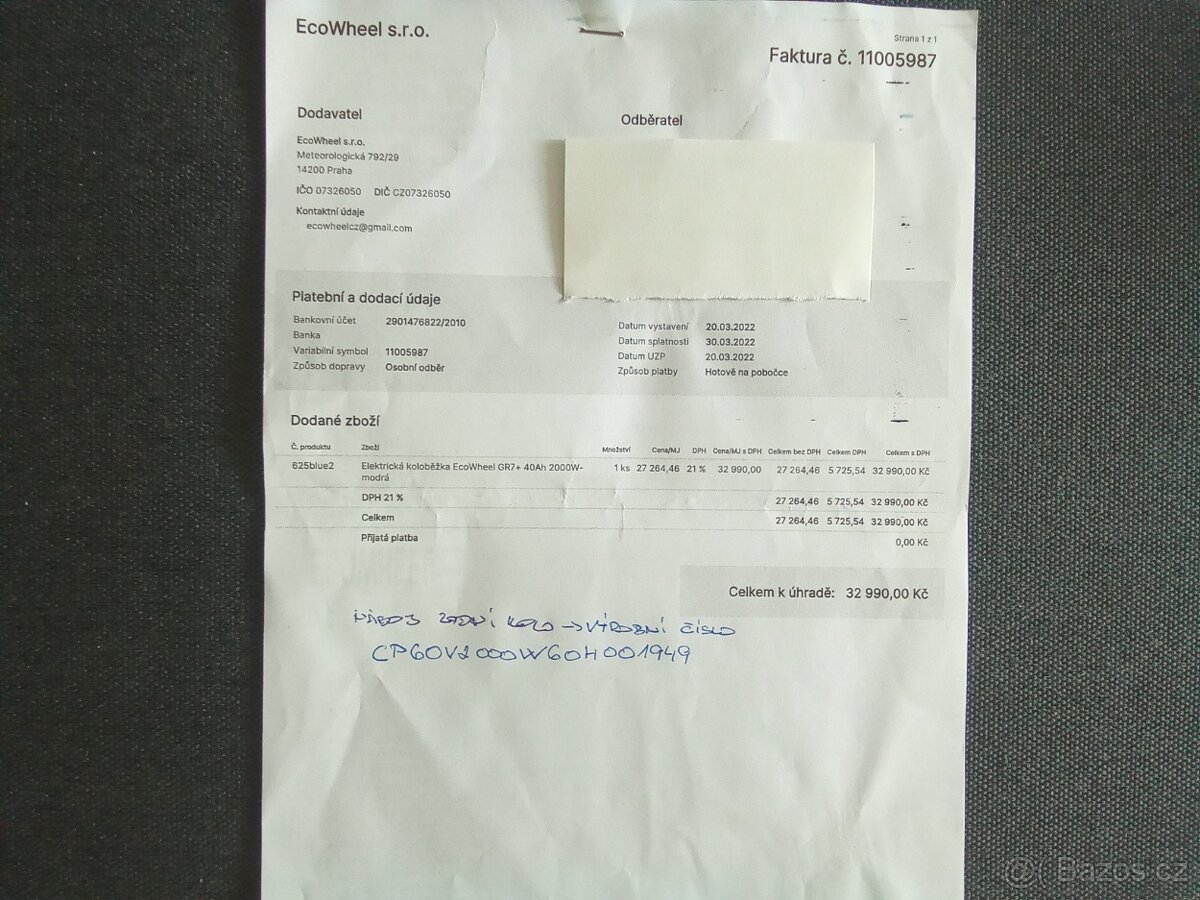 EcoWheel s.r.o.
Strana 1 z 1
Faktura č. 11005987
Dodavatel
Odběratel
EcoWheel s.r.o.
Meteorologická 792/29
14200 Praha
IČO 07326050 DIČ CZ07326050
Kontaktní údaje
ecowheelcz@gmail.com
Platební a dodací údaje
Bankovní účet 2901476822/2010
Banka
Variabilní symbol 11005987
Způsob dopravy Osobní odběr
Datum vystavení 20.03.2022
Datum splatnosti 30.03.2022
Datum UZP 20.03.2022
Způsob platby Hotově na pobočce
Dodané zboží
Č. produktu Zboží Množství Cena/MJ DPH Cena/MJ s DPH Celkem bez DPH Celkem DPH Celkem s DPH
625blue2 Elektrická koloběžka EcoWheel GR7+ 40Ah 2000W- 1 ks 27 264,46 21 % 32 990,00 27 264,46 5 725,54 32 990,00 Kč
modrá
DPH 21 % 27 264,46 5 725,54 32 990,00 Kč
Celkem 27 264,46 5 725,54 32 990,00 Kč
Přijatá platba 0,00 Kč
Celkem k úhradě: 32 990,00 Kč
NÁBOJ ZADNÍ KOLO → VÝROBNÍ ČÍSLO
CP60V2000W60H001949
@ Bazos.cz